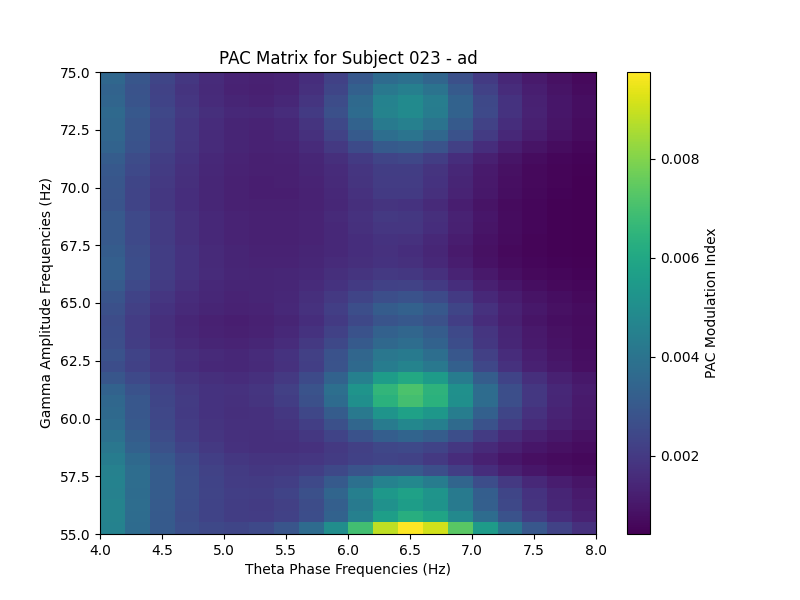 PAC Matrix for Subject 023 - ad
75.0
72.5
70.0
67.5
65.0
62.5
60.0
57.5
55.0
Gamma Amplitude Frequencies (Hz)
4.0 4.5 5.0 5.5 6.0 6.5 7.0 7.5 8.0
Theta Phase Frequencies (Hz)
0.008
0.006
0.004
0.002
PAC Modulation Index